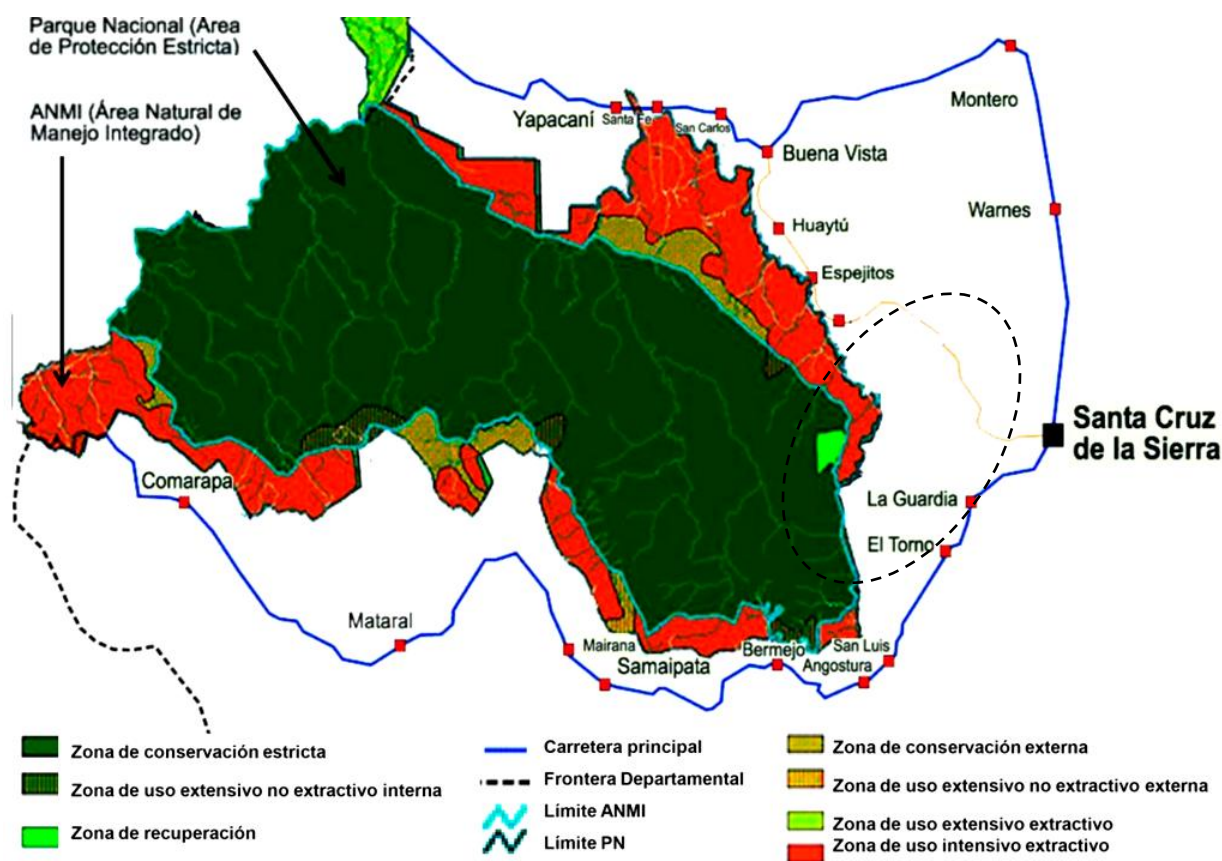 Parque Nacional (Area
de Protección Estricta)
ANMI (Área Natural de
Manejo Integrado)
Yapacaní
Santa Fe
San Carlos
Montero
Buena Vista
Warnes
Huaytú
Espejitos
Santa Cruz
de la Sierra
Comarapa
La Guardia
El Torno
Mataral
Mairana
Samaipata
Bermejo
San Luis
Angostura
Zona de conservación estricta
Zona de uso extensivo no extractivo interna
Zona de recuperación
Carretera principal
Frontera Departamental
Límite ANMI
Límite PN
Zona de conservación externa
Zona de uso extensivo no extractivo externa
Zona de uso extensivo extractivo
Zona de uso intensivo extractivo